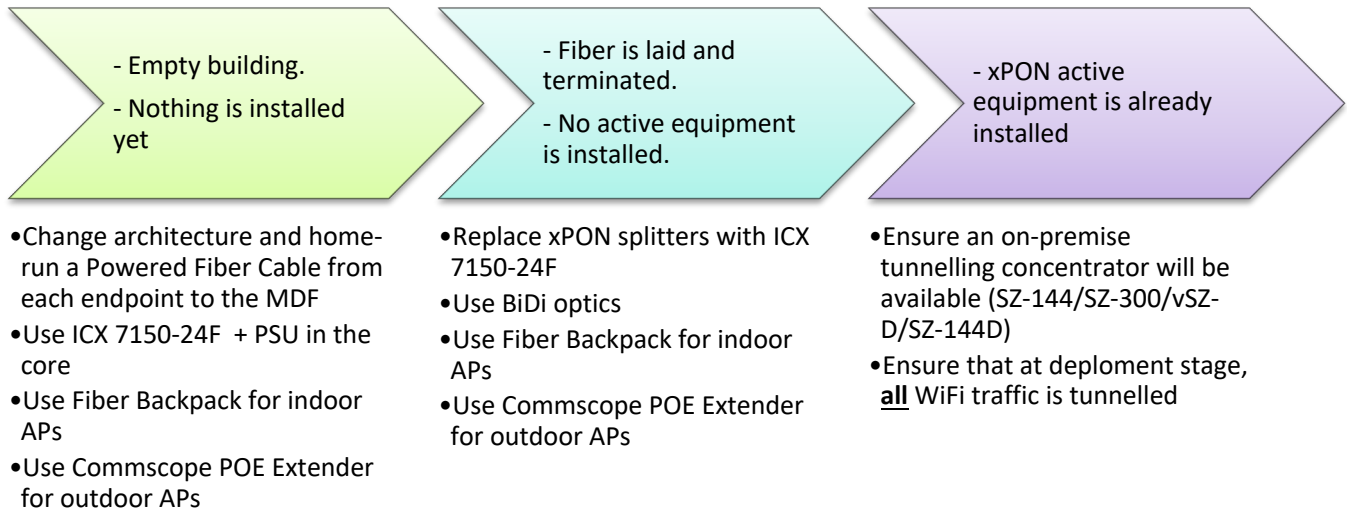 - Empty building.
- Nothing is installed
yet
•Change architecture and home-
run a Powered Fiber Cable from
each endpoint to the MDF
•Use ICX 7150-24F + PSU in the
core
•Use Fiber Backpack for indoor
APs
•Use Commscope POE Extender
for outdoor APs
- Fiber is laid and
terminated.
- No active equipment
is installed.
•Replace xPON splitters with ICX
7150-24F
•Use BiDi optics
•Use Fiber Backpack for indoor
APs
•Use Commscope POE Extender
for outdoor APs
- xPON active
equipment is already
installed
•Ensure an on-premise
tunnelling concentrator will be
available (SZ-144/SZ-300/vSZ-
D/SZ-144D)
•Ensure that at deploment stage,
all WiFi traffic is tunnelled